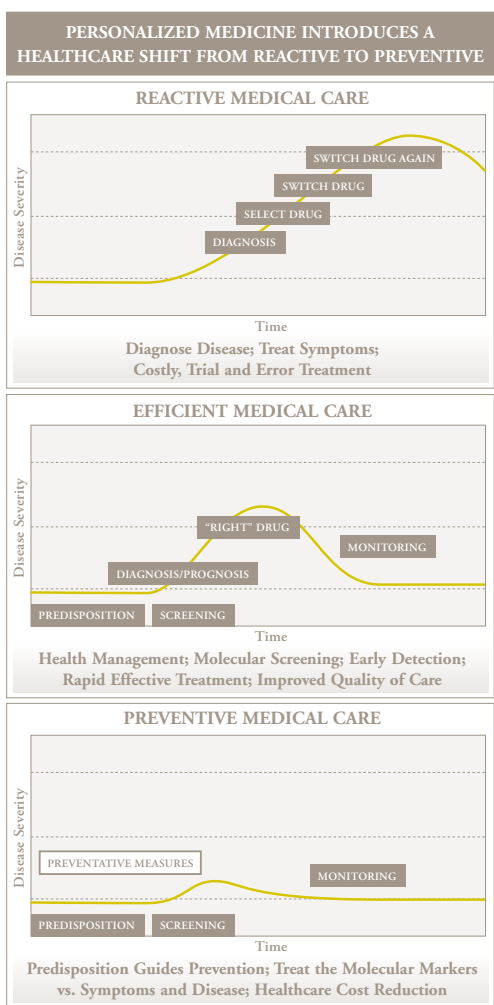 PERSONALIZED MEDICINE INTRODUCES A
HEALTHCARE SHIFT FROM REACTIVE TO PREVENTIVE
REACTIVE MEDICAL CARE
Disease Severity
SWITCH DRUG AGAIN
SWITCH DRUG
SELECT DRUG
DIAGNOSIS
Time
Diagnose Disease; Treat Symptoms;
Costly, Trial and Error Treatment
EFFICIENT MEDICAL CARE
Disease Severity
"RIGHT" DRUG
MONITORING
DIAGNOSIS/PROGNOSIS
PREDISPOSITION
SCREENING
Time
Health Management; Molecular Screening; Early Detection;
Rapid Effective Treatment; Improved Quality of Care
PREVENTIVE MEDICAL CARE
Disease Severity
PREVENTATIVE MEASURES
MONITORING
PREDISPOSITION
SCREENING
Time
Predisposition Guides Prevention; Treat the Molecular Markers
vs. Symptoms and Disease; Healthcare Cost Reduction